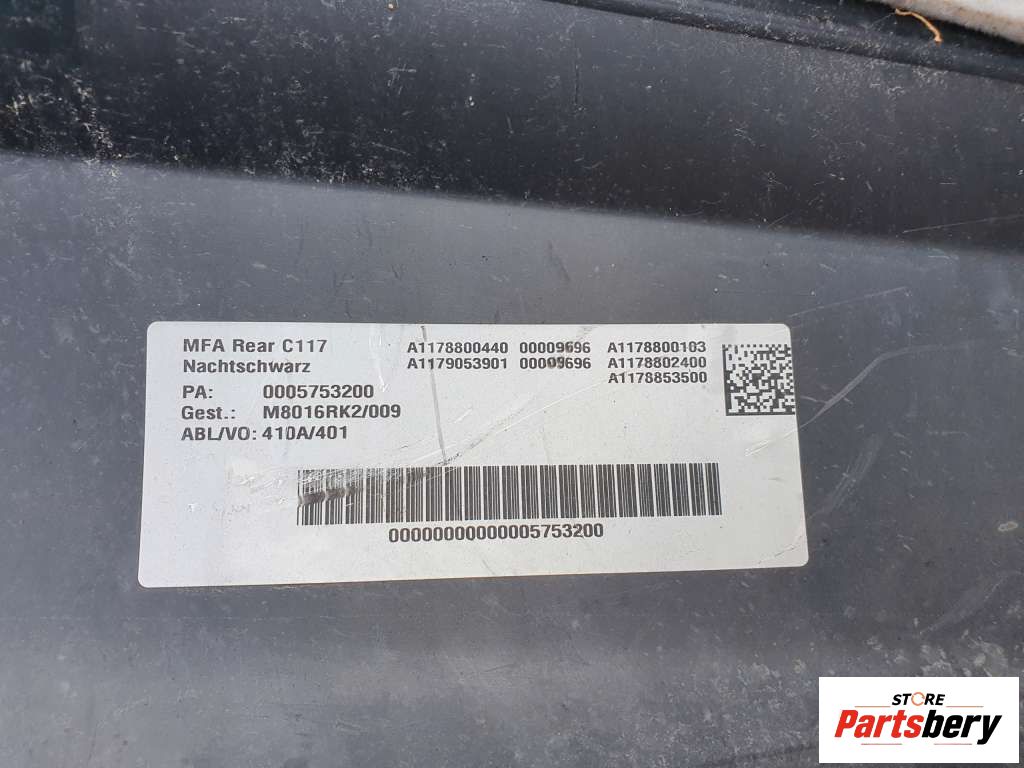 MFA Rear C117 A1178800440 00009696 A1178800103
Nachtschwarz A1179053901 00009696 A1178802400
A1178853500
PA: 0005753200
Gest.: M8016RK2/009
ABL/VO: 410A/401
00000000000005753200
STORE
Partsbery